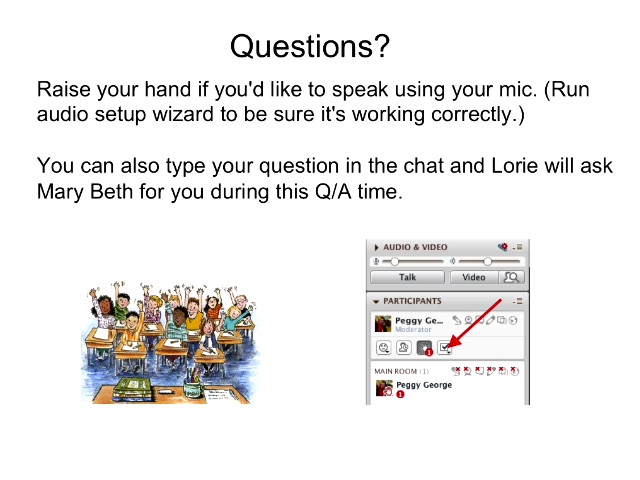 Questions?
Raise your hand if you'd like to speak using your mic. (Run
audio setup wizard to be sure it's working correctly.)
You can also type your question in the chat and Lorie will ask
Mary Beth for you during this Q/A time.
AUDIO & VIDEO
Talk Video
PARTICIPANTS
Peggy Ge...
Moderator
1
MAIN ROOM (1)
Peggy George
1